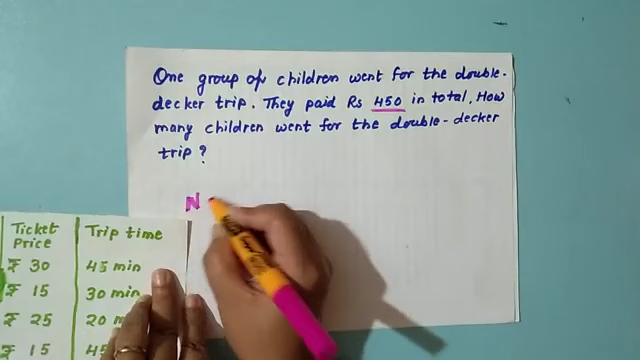 One group of children went for the double-
decker trip. They paid Rs 450 in total. How
many children went for the double-decker
trip?
N
Ticket Price | Trip time
₹ 30 | 45 min
₹ 15 | 30 min
₹ 25 | 20 m
₹ 15 | 45